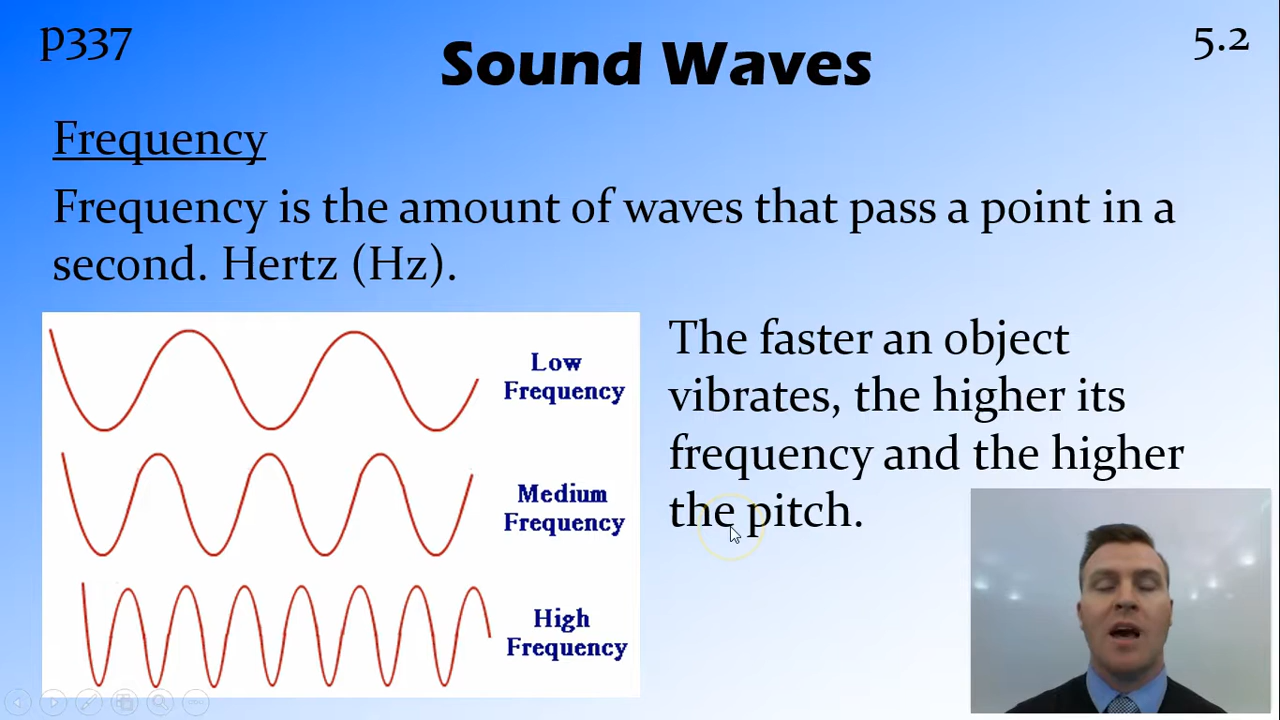 p337
Sound Waves
5.2
Frequency
Frequency is the amount of waves that pass a point in a
second. Hertz (Hz).
Low
Frequency
Medium
Frequency
High
Frequency
The faster an object
vibrates, the higher its
frequency and the higher
the pitch.